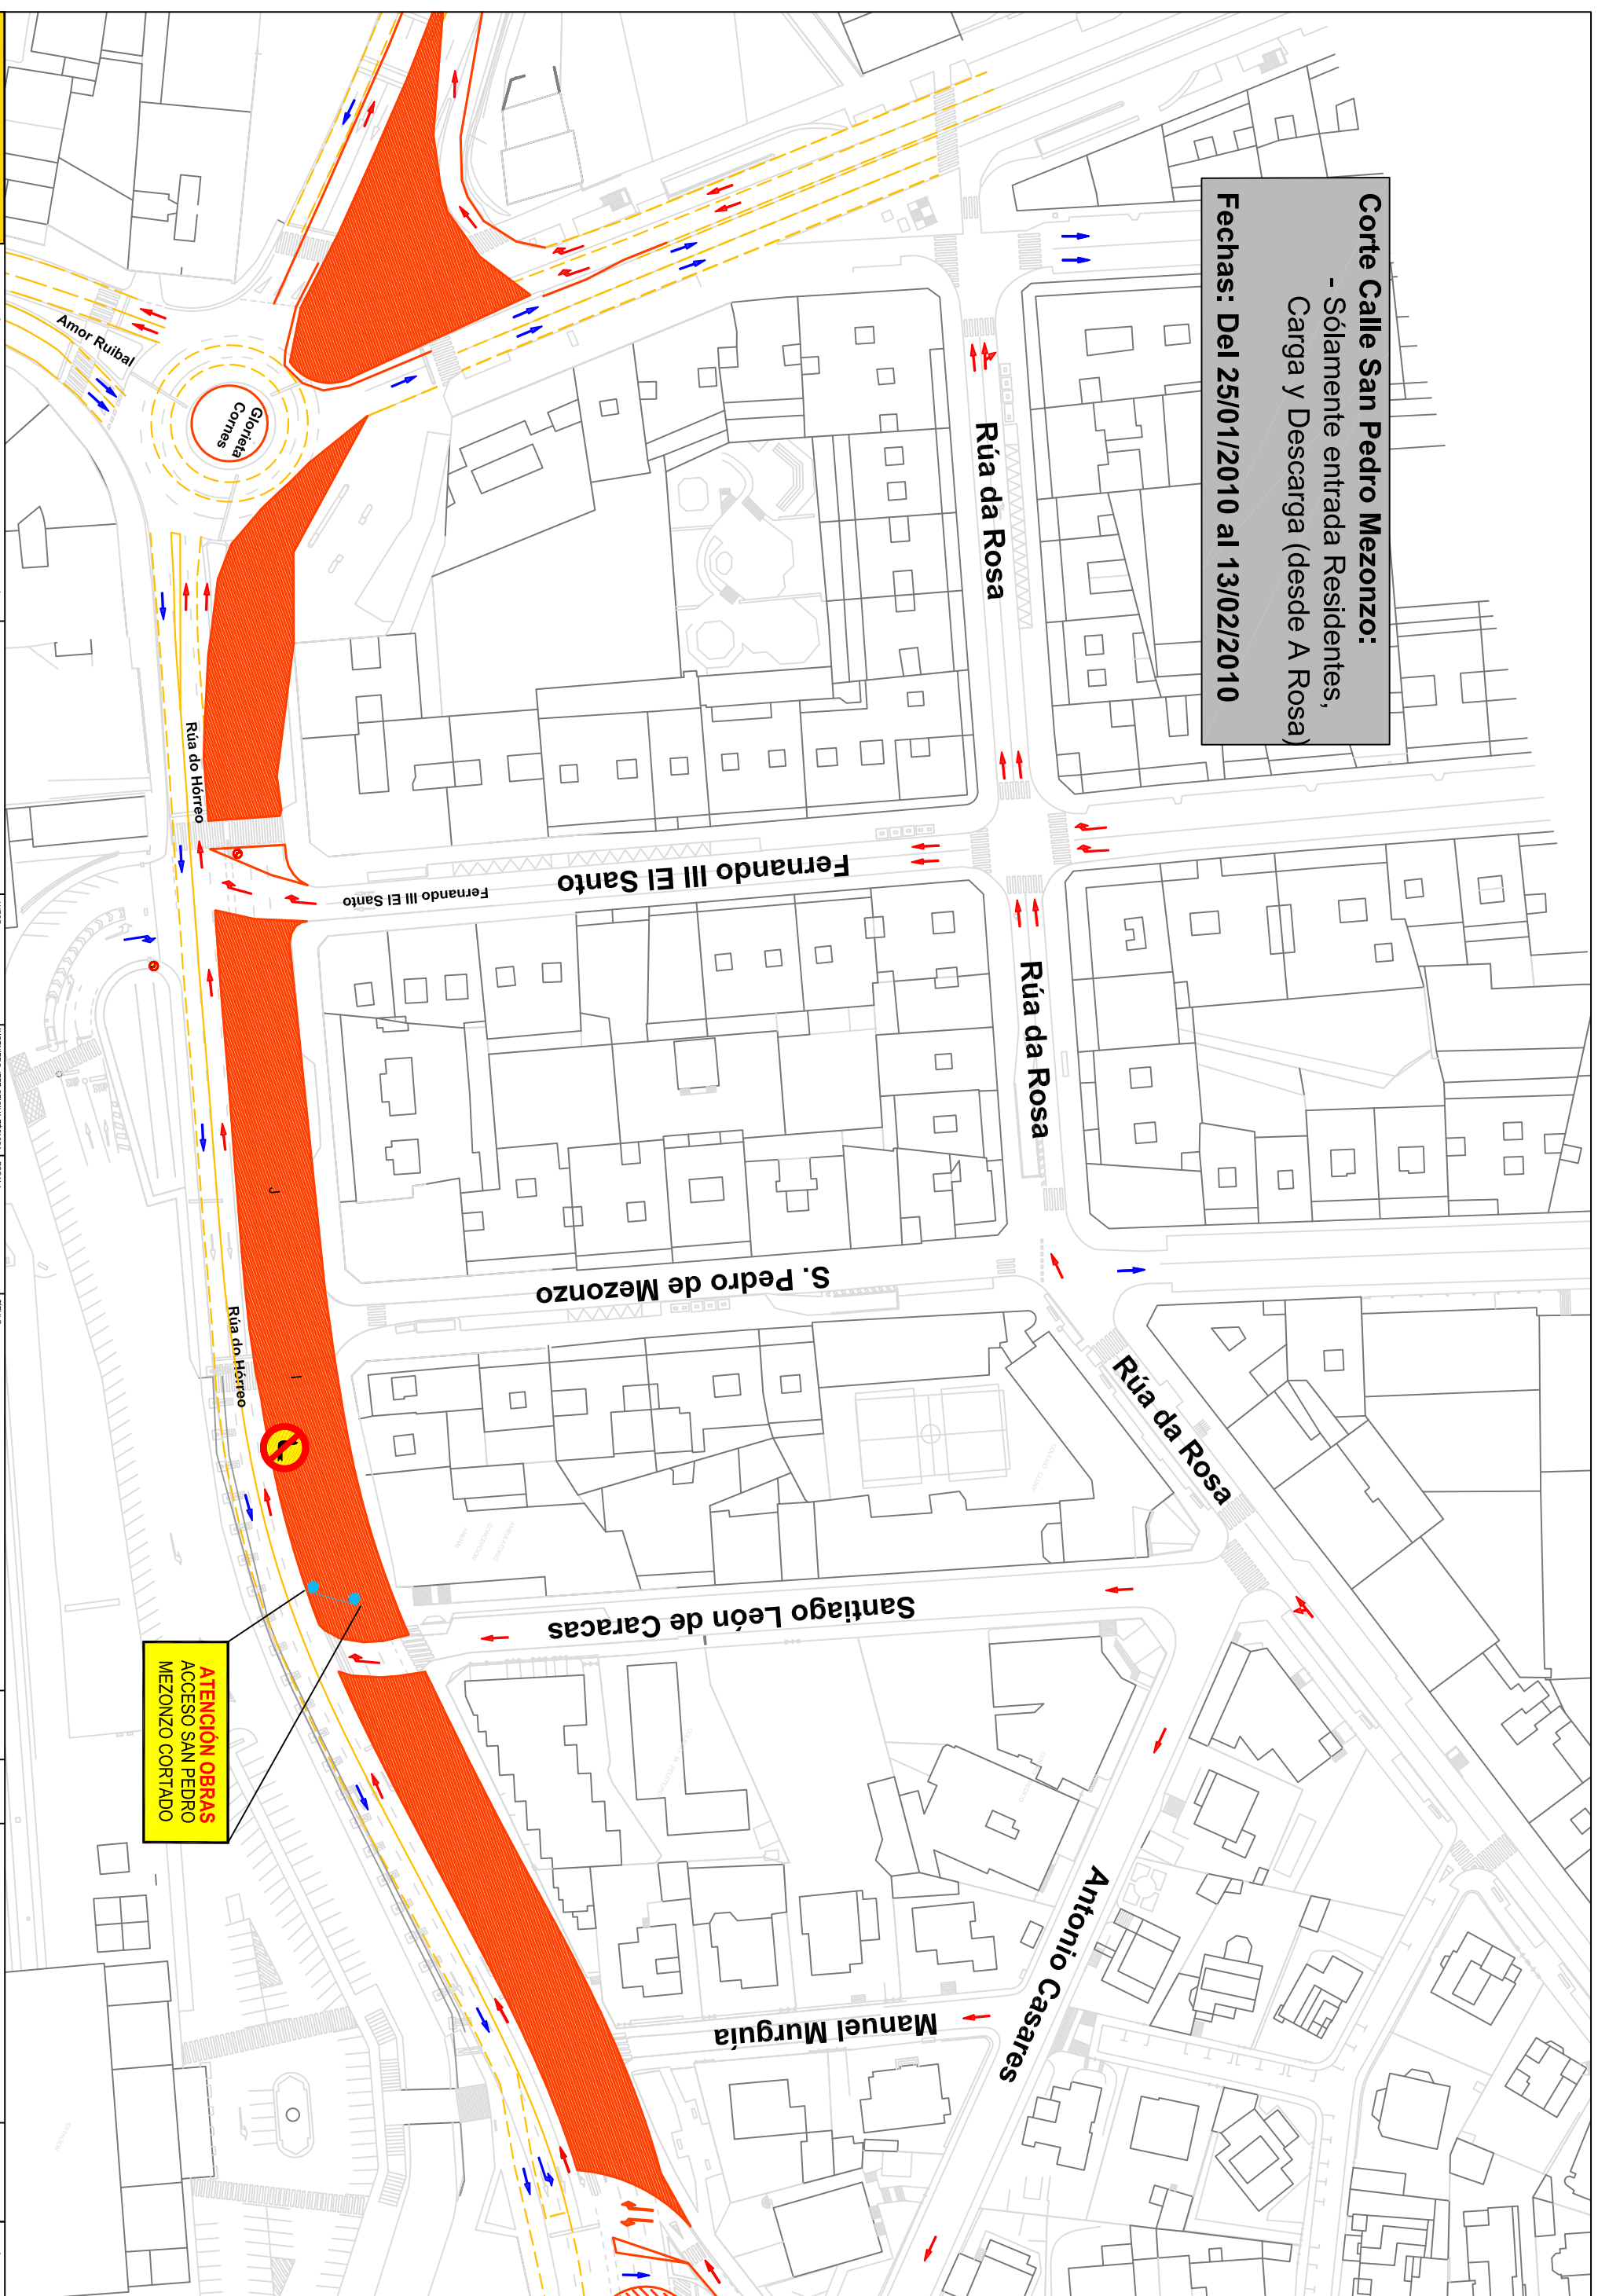 Corte Calle San Pedro Mezonzo:
- Sólamente entrada Residentes,
Carga y Descarga (desde A Rosa)
Fechas: Del 25/01/2010 al 13/02/2010
Rúa da Rosa
Rúa da Rosa
Rúa da Rosa
Amor Ruibal
Glorieta
Cornes
Rúa do Hórreo
Fernando III El Santo
Fernando III El Santo
S. Pedro de Mezonzo
Rúa do Hórreo
J
I
Santiago León de Caracas
Antonio Casares
Manuel Murguía
ATENCIÓN OBRAS
ACCESO SAN PEDRO
MEZONZO CORTADO